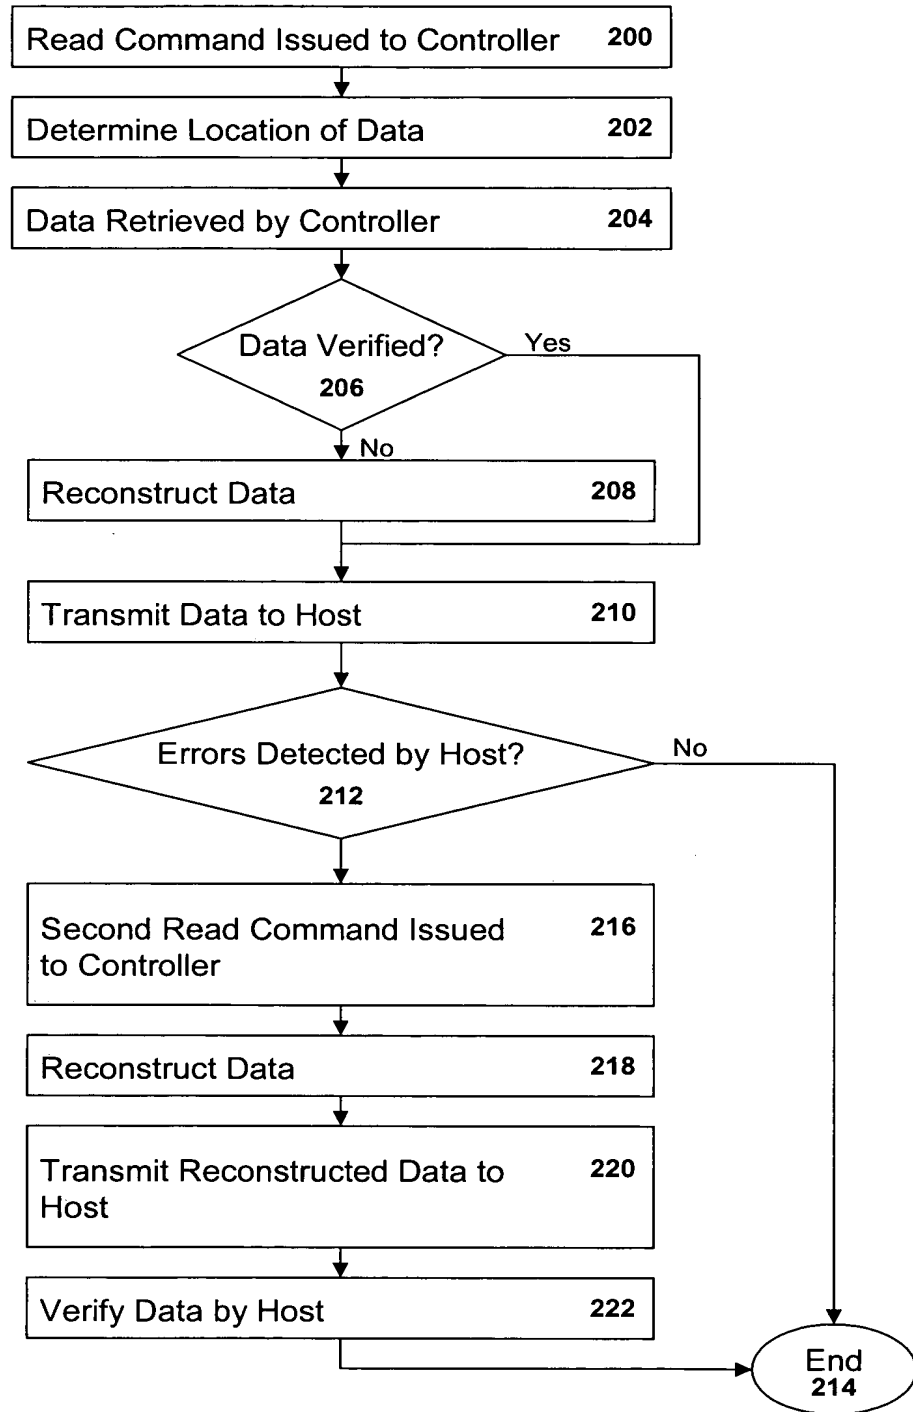 Read Command Issued to Controller 200
Determine Location of Data 202
Data Retrieved by Controller 204
Data Verified?
206
Yes
No
Reconstruct Data 208
Transmit Data to Host 210
Errors Detected by Host?
212
No
Second Read Command Issued 216
to Controller
Reconstruct Data 218
Transmit Reconstructed Data to 220
Host
Verify Data by Host 222
End
214